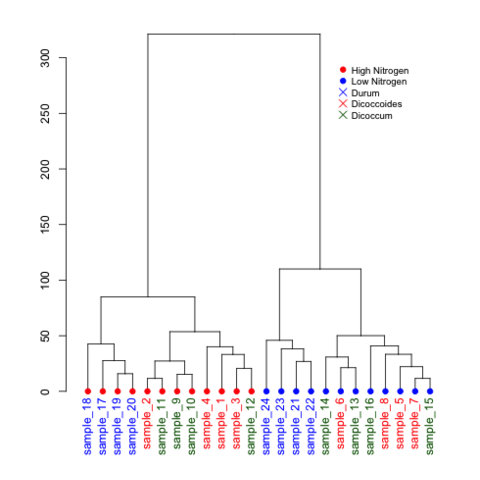 300
250
200
150
100
50
0
High Nitrogen
Low Nitrogen
Durum
Dicoccoides
Dicoccum
sample_18
sample_17
sample_19
sample_20
sample_2
sample_11
sample_9
sample_10
sample_4
sample_1
sample_3
sample_12
sample_24
sample_23
sample_21
sample_22
sample_14
sample_6
sample_13
sample_16
sample_8
sample_5
sample_7
sample_15